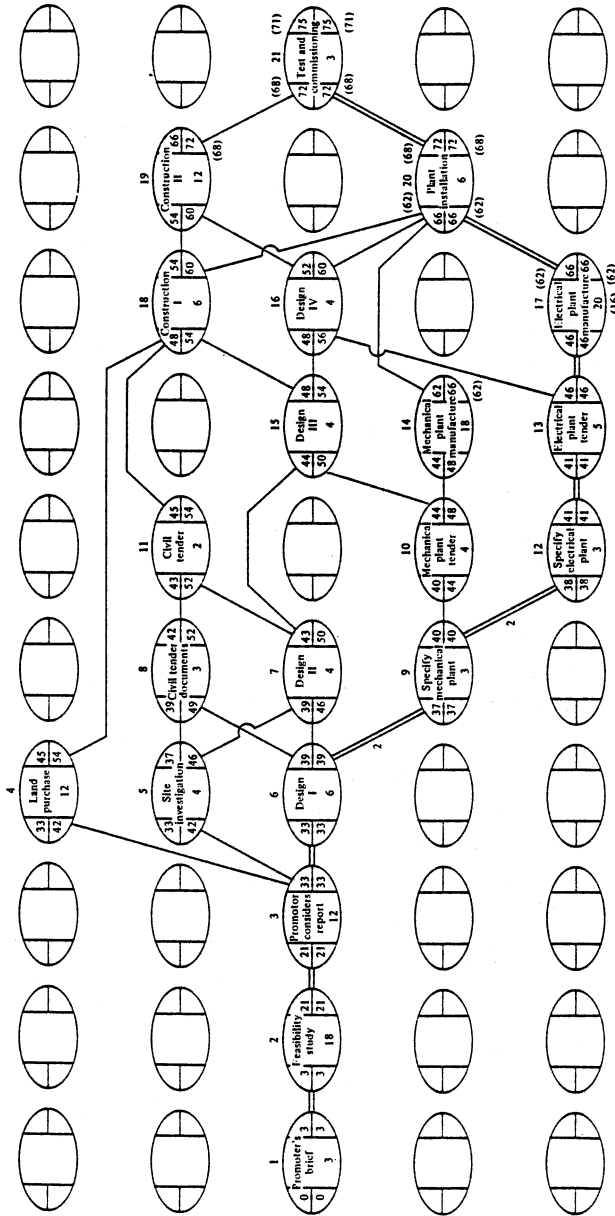 1
Promoter's
brief
0 3
0 3
3
2
Feasibility
study
3 21
3 21
18
3
Promotor
considers
report
21 33
21 33
12
4
Land
purchase
33 45
42 54
12
5
Site
investigation
33 37
42 46
4
6
Design
I
33 39
33 39
6
7
Design
II
39 43
46 50
4
8
Civil tender
documents
39 42
49 52
3
9
Specify
mechanical
plant
37 40
37 40
3
2
10
Mechanical
plant
tender
40 44
44 48
4
11
Civil
tender
43 45
52 54
2
12
Specify
electrical
plant
38 41
38 41
3
2
13
Electrical
plant
tender
41 46
41 46
5
14
Mechanical
plant
manufacture
44 62
48 66
18
(62)
15
Design
III
44 48
50 54
4
16
Design
IV
48 52
56 60
4
17 (62)
Electrical
plant
manufacture
46 66
46 66
20
(16) (62)
18
Construction
I
48 54
54 60
6
19
Construction
II
54 66
60 72
12
(68)
20
(62) (68)
Plant
installation
66 72
66 72
6
(62) (68)
21
(68) (71)
Test and
commissioning
72 75
72 75
3
(68) (71)